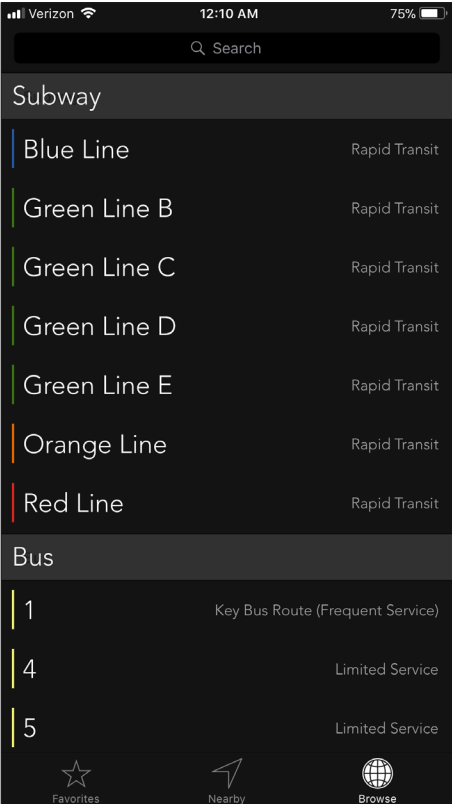 Verizon 12:10 AM 75%
Search
Subway
Blue Line Rapid Transit
Green Line B Rapid Transit
Green Line C Rapid Transit
Green Line D Rapid Transit
Green Line E Rapid Transit
Orange Line Rapid Transit
Red Line Rapid Transit
Bus
1 Key Bus Route (Frequent Service)
4 Limited Service
5 Limited Service
Favorites Nearby Browse